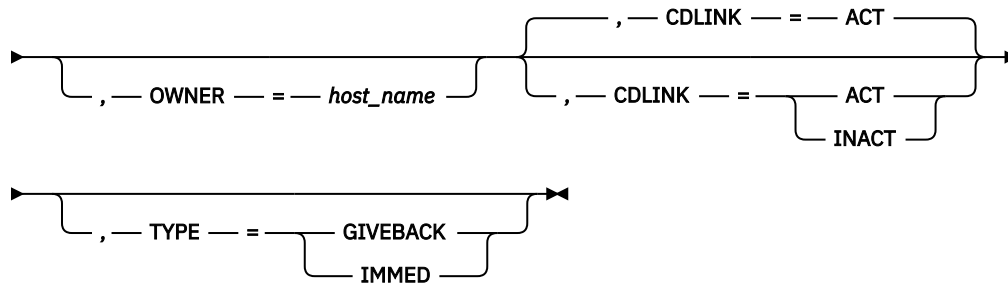 , CDLINK = ACT
, OWNER = host_name
, CDLINK = ACT
INACT
, TYPE = GIVEBACK
IMMED